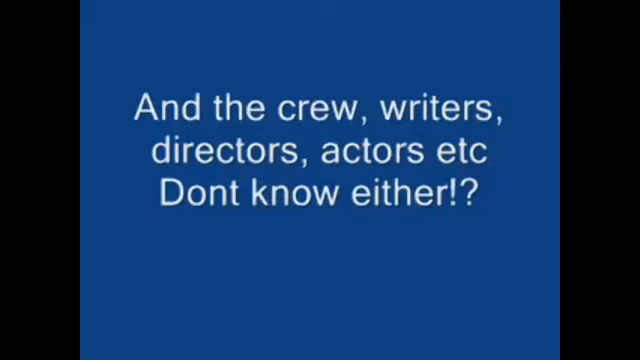 And the crew, writers,
directors, actors etc
Dont know either!?